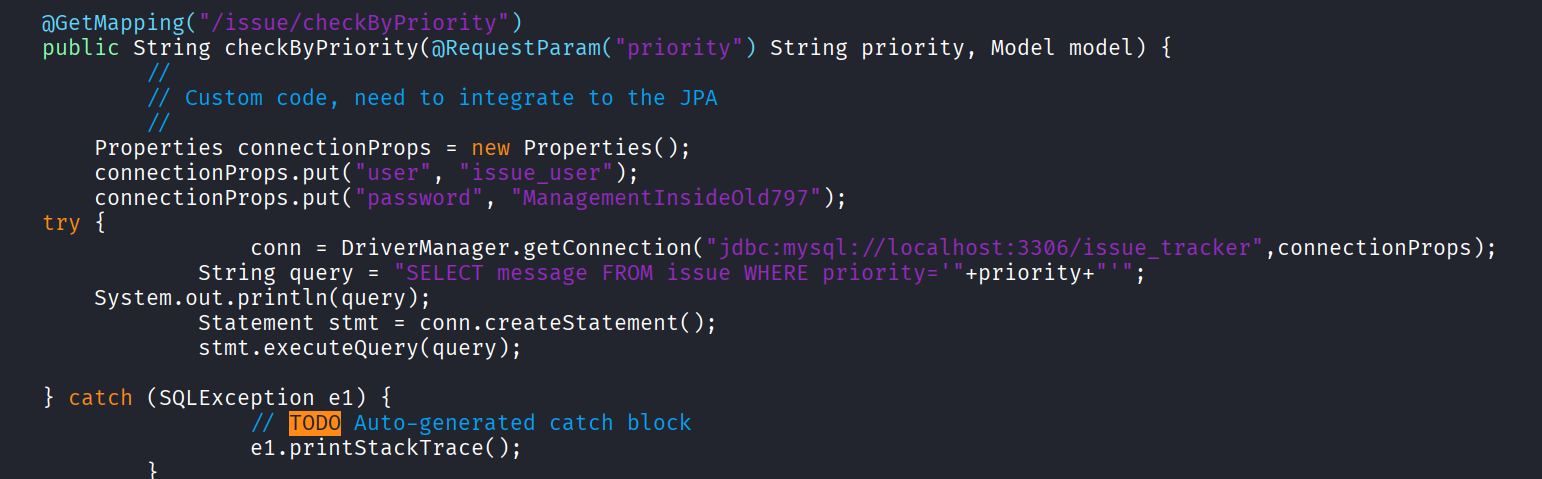 @GetMapping("/issue/checkByPriority")
public String checkByPriority(@RequestParam("priority") String priority, Model model) {
//
// Custom code, need to integrate to the JPA
//
Properties connectionProps = new Properties();
connectionProps.put("user", "issue_user");
connectionProps.put("password", "ManagementInsideOld797");
try {
conn = DriverManager.getConnection("jdbc:mysql://localhost:3306/issue_tracker",connectionProps);
String query = "SELECT message FROM issue WHERE priority='"+priority+"'";
System.out.println(query);
Statement stmt = conn.createStatement();
stmt.executeQuery(query);
} catch (SQLException e1) {
// TODO Auto-generated catch block
e1.printStackTrace();
}